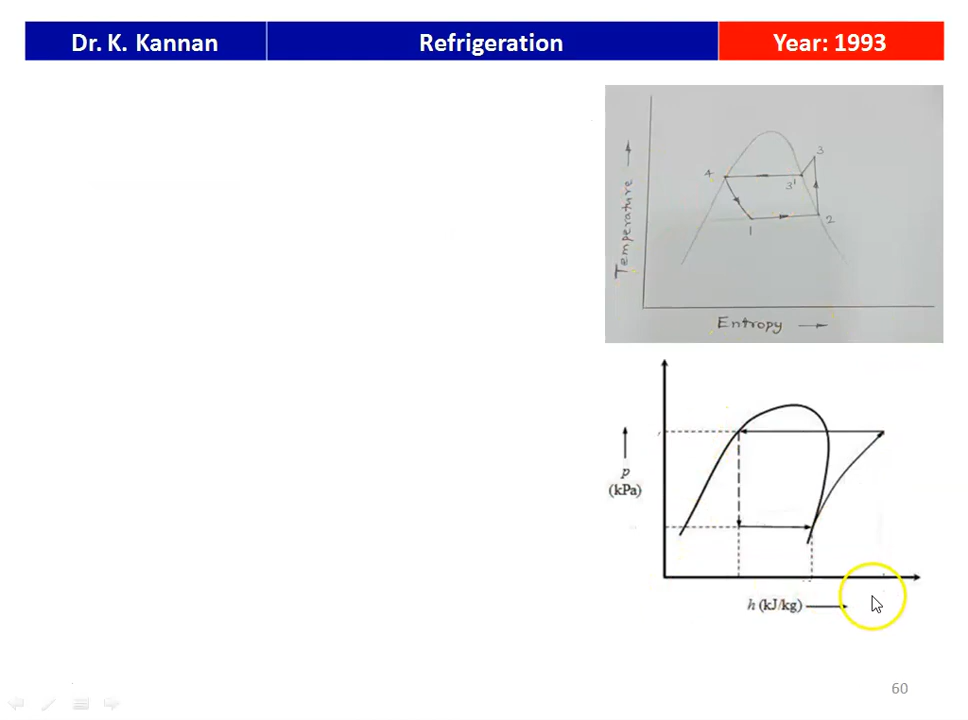 Dr. K. Kannan Refrigeration Year: 1993
3
4
3'
2
1
Temperature
Entropy
p
(kPa)
h (kJ/kg)
60